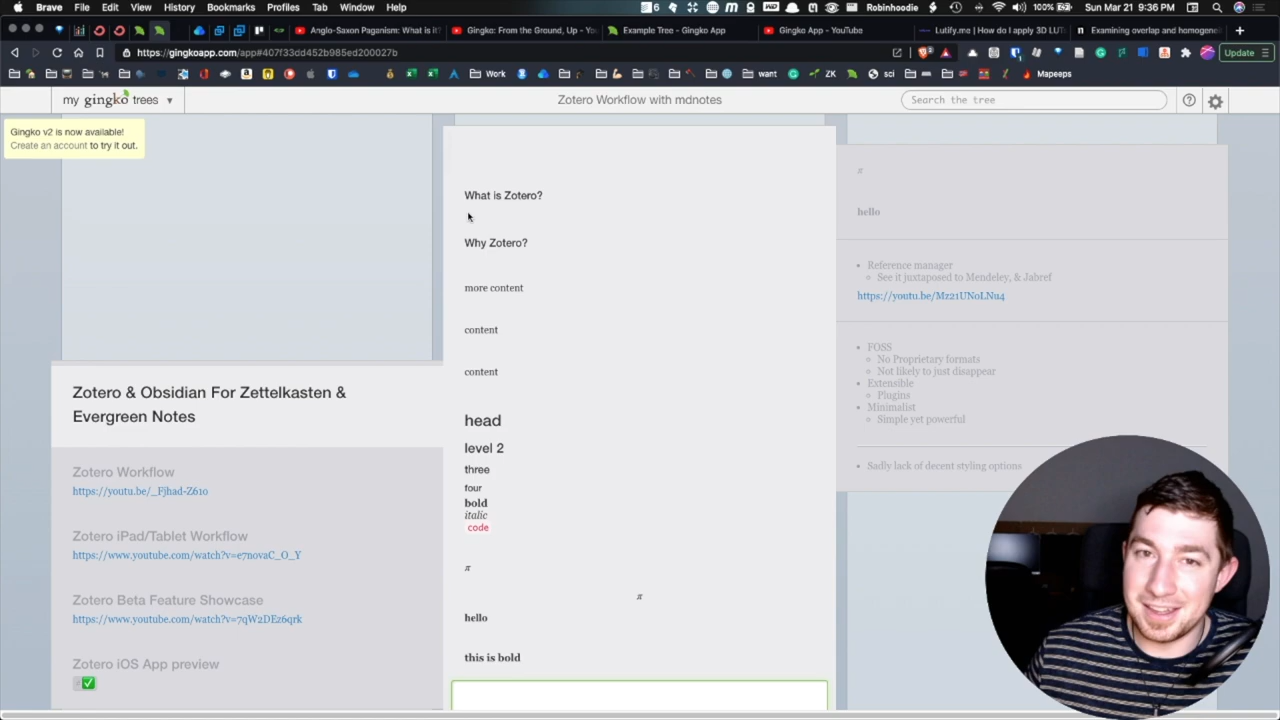 Brave File Edit View History Bookmarks Profiles Tab Window Help
6
100%
Robinhoodie
Sun Mar 21 9:36 PM
Anglo-Saxon Paganism: What is i
Gingko: From the Ground, Up - Yo
Example Tree - Gingko App
Gingko App - YouTube
Lutify.me | How do I apply 3D LUT
Examining overlap and homogene
https://gingkoapp.com/app#407f33dd452b985ed200027b
Update
Work
want
ZK
sci
Mapeeps
my gingko trees ▾
Zotero Workflow with mdnotes
Search the tree
Gingko v2 is now available!
Create an account to try it out.
Zotero & Obsidian For Zettelkasten &
Evergreen Notes
Zotero Workflow
https://youtu.be/_Fjhad-Z61o
Zotero iPad/Tablet Workflow
https://www.youtube.com/watch?v=e7novaC_O_Y
Zotero Beta Feature Showcase
https://www.youtube.com/watch?v=7qW2DEz6qrk
Zotero iOS App preview
What is Zotero?
Why Zotero?
more content
content
content
head
level 2
three
four
bold
italic
code
π
π
hello
this is bold
π
hello
• Reference manager
See it juxtaposed to Mendeley, & Jabref
https://youtu.be/Mz21UNoLNu4
• FOSS
No Proprietary formats
Not likely to just disappear
• Extensible
Plugins
• Minimalist
Simple yet powerful
• Sadly lack of decent styling options